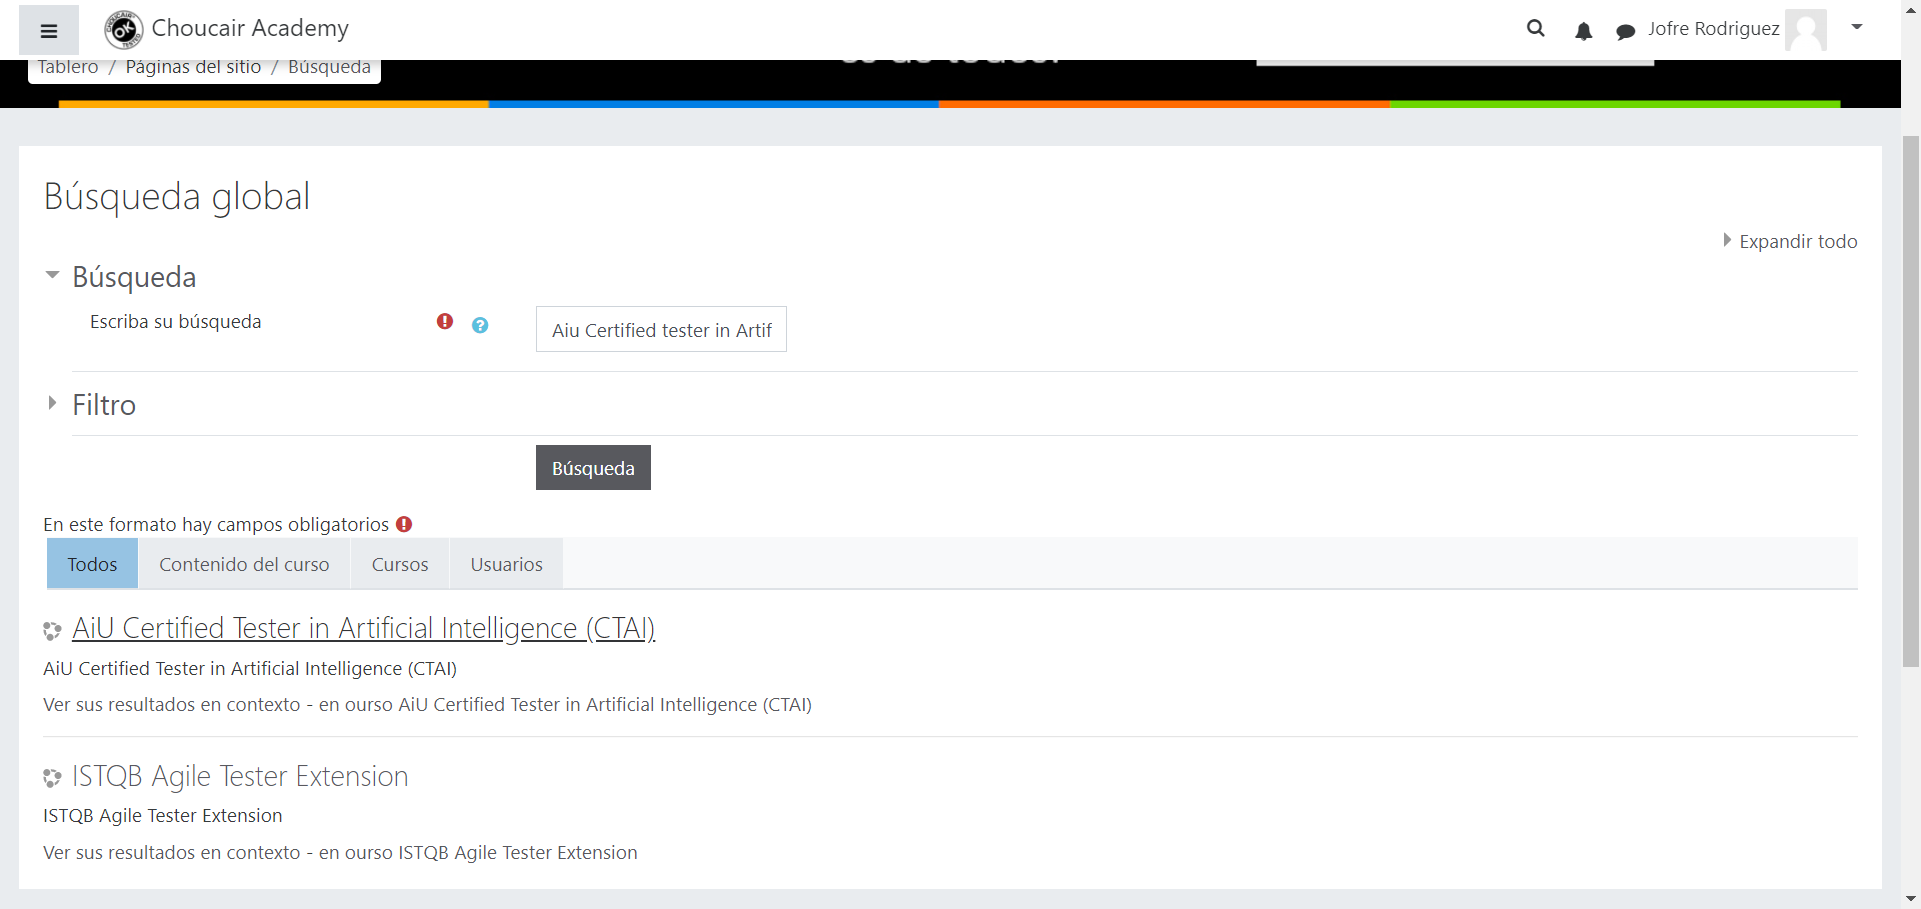 Choucair Academy
Jofre Rodriguez
Tablero / Páginas del sitio / Búsqueda
Búsqueda global
Expandir todo
Búsqueda
Escriba su búsqueda
Aiu Certified tester in Artif
Filtro
Búsqueda
En este formato hay campos obligatorios
Todos
Contenido del curso
Cursos
Usuarios
AiU Certified Tester in Artificial Intelligence (CTAI)
AiU Certified Tester in Artificial Intelligence (CTAI)
Ver sus resultados en contexto - en ourso AiU Certified Tester in Artificial Intelligence (CTAI)
ISTQB Agile Tester Extension
ISTQB Agile Tester Extension
Ver sus resultados en contexto - en ourso ISTQB Agile Tester Extension